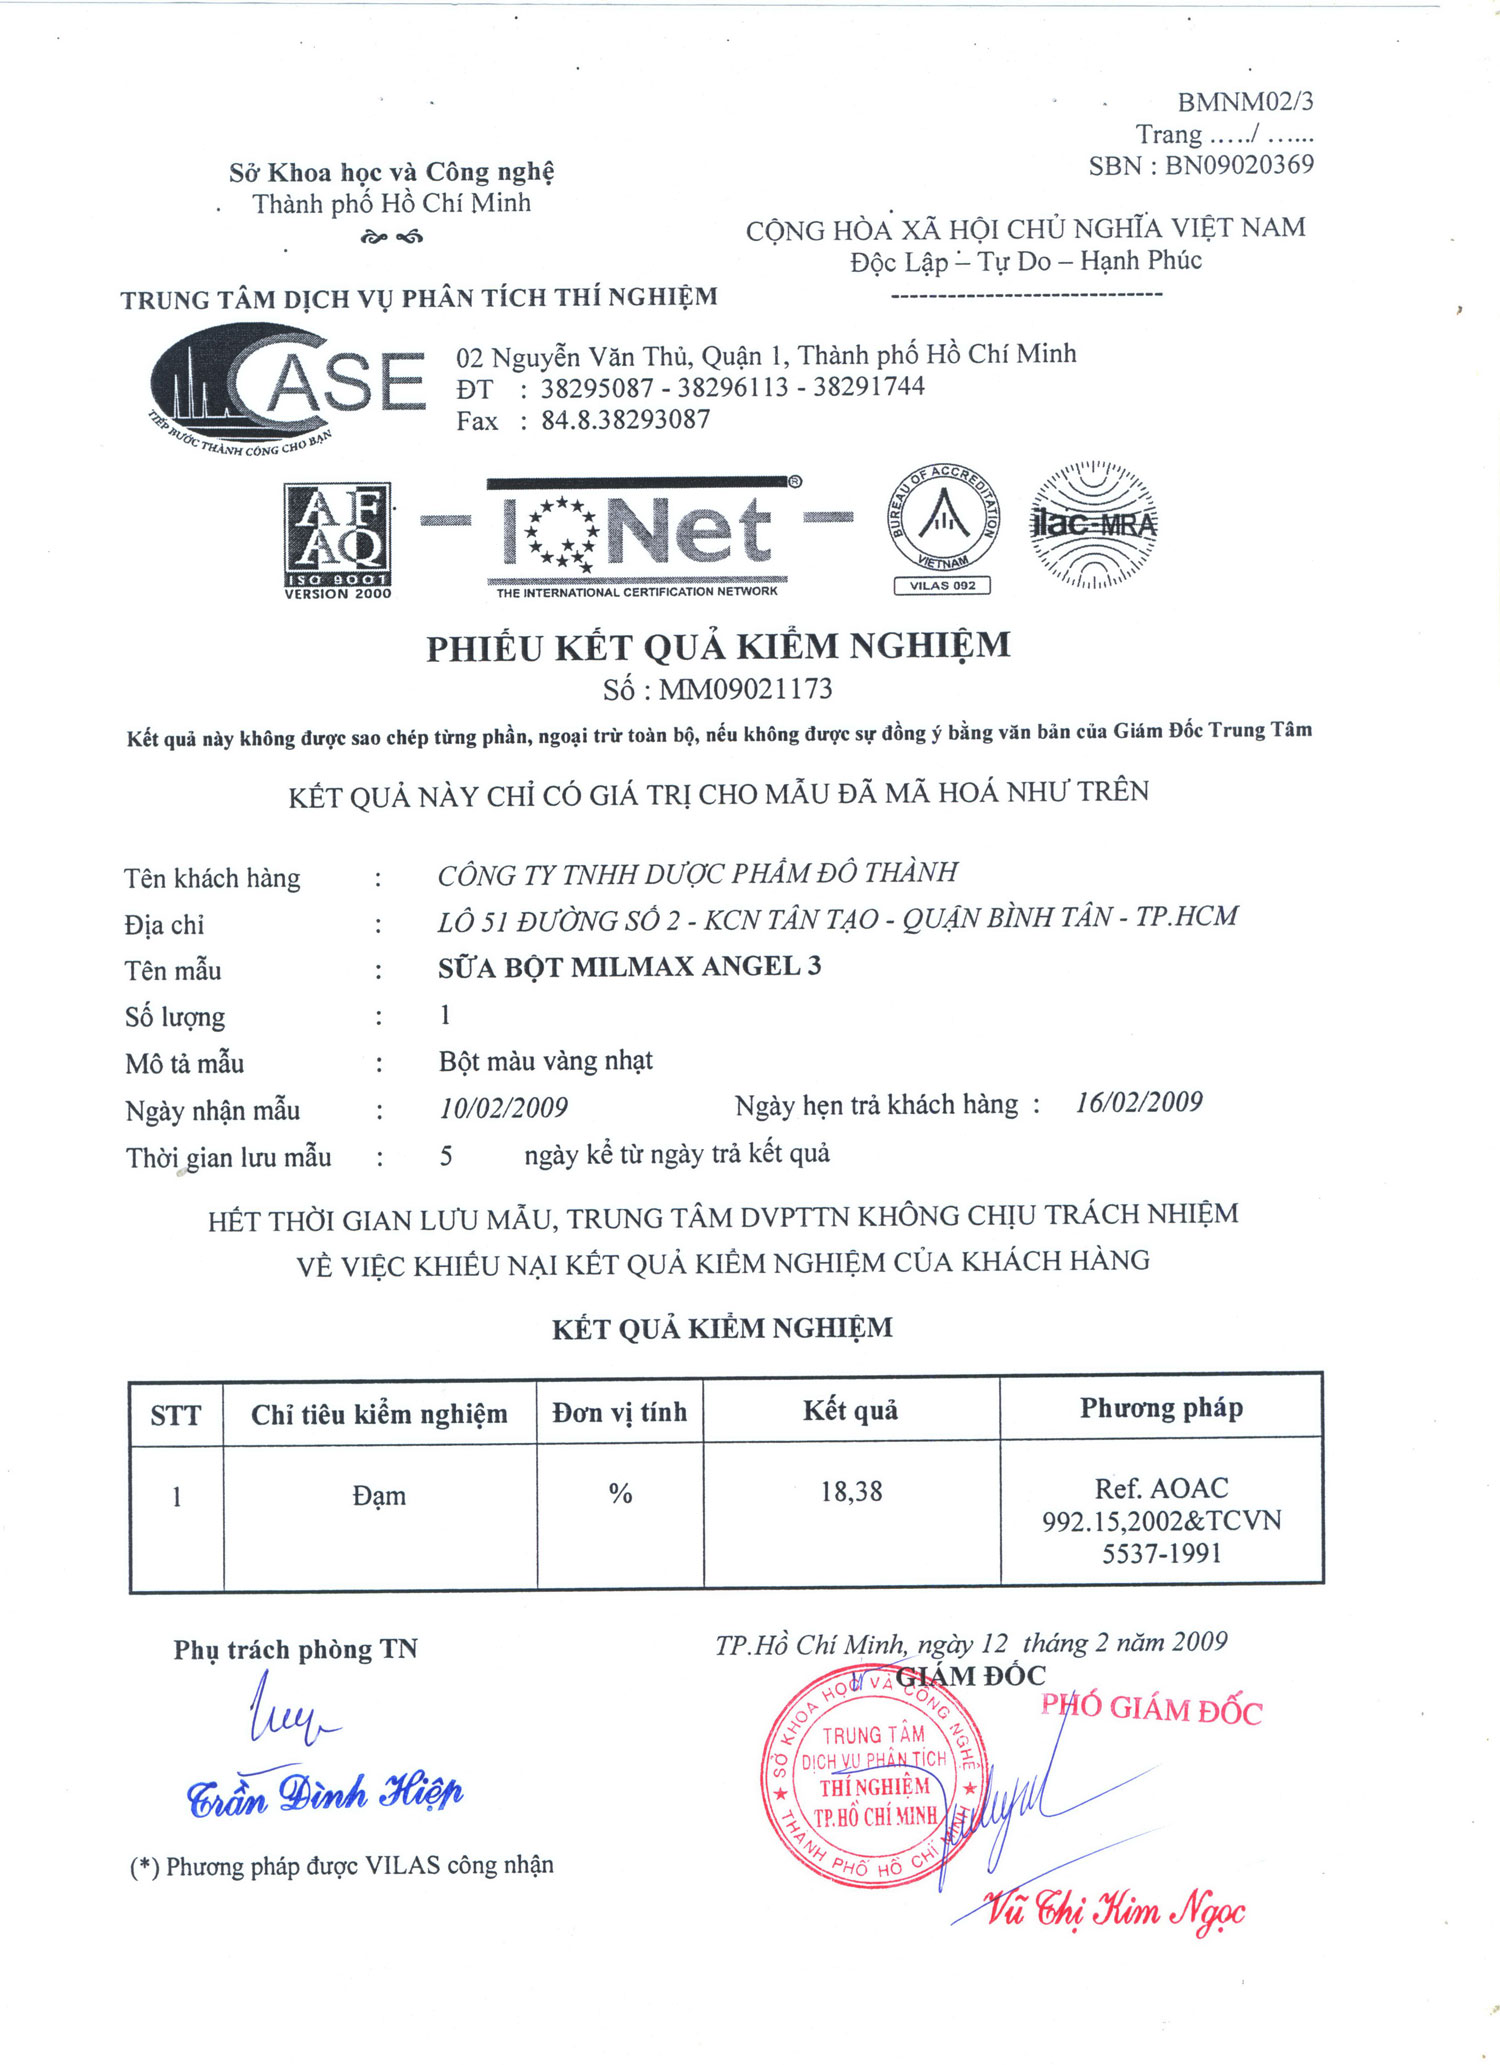 BMNM02/3
Trang ...../ ......
SBN : BN09020369
Sở Khoa học và Công nghệ
Thành phố Hồ Chí Minh
CỘNG HÒA XÃ HỘI CHỦ NGHĨA VIỆT NAM
Độc Lập – Tự Do – Hạnh Phúc
-----------------------------
TRUNG TÂM DỊCH VỤ PHÂN TÍCH THÍ NGHIỆM
CASE
TIẾP BƯỚC THÀNH CÔNG CHO BẠN
02 Nguyễn Văn Thủ, Quận 1, Thành phố Hồ Chí Minh
ĐT : 38295087 - 38296113 - 38291744
Fax : 84.8.38293087
AF
AQ
ISO 9001
VERSION 2000
IQNet ®
THE INTERNATIONAL CERTIFICATION NETWORK
BUREAU OF ACCREDITATION
VIETNAM
VILAS 092
ilac-MRA
PHIẾU KẾT QUẢ KIỂM NGHIỆM
Số : MM09021173
Kết quả này không được sao chép từng phần, ngoại trừ toàn bộ, nếu không được sự đồng ý bằng văn bản của Giám Đốc Trung Tâm
KẾT QUẢ NÀY CHỈ CÓ GIÁ TRỊ CHO MẪU ĐÃ MÃ HOÁ NHƯ TRÊN
Tên khách hàng : CÔNG TY TNHH DƯỢC PHẨM ĐÔ THÀNH
Địa chỉ : LÔ 51 ĐƯỜNG SỐ 2 - KCN TÂN TẠO - QUẬN BÌNH TÂN - TP.HCM
Tên mẫu : SỮA BỘT MILMAX ANGEL 3
Số lượng : 1
Mô tả mẫu : Bột màu vàng nhạt
Ngày nhận mẫu : 10/02/2009 Ngày hẹn trả khách hàng : 16/02/2009
Thời gian lưu mẫu : 5 ngày kể từ ngày trả kết quả
HẾT THỜI GIAN LƯU MẪU, TRUNG TÂM DVPTTN KHÔNG CHỊU TRÁCH NHIỆM
VỀ VIỆC KHIẾU NẠI KẾT QUẢ KIỂM NGHIỆM CỦA KHÁCH HÀNG
KẾT QUẢ KIỂM NGHIỆM
STT Chỉ tiêu kiểm nghiệm Đơn vị tính Kết quả Phương pháp
1 Đạm % 18,38 Ref. AOAC
992.15,2002&TCVN
5537-1991
Phụ trách phòng TN
TP.Hồ Chí Minh, ngày 12 tháng 2 năm 2009
GIÁM ĐỐC
PHÓ GIÁM ĐỐC
SỞ KHOA HỌC VÀ CÔNG NGHỆ
TRUNG TÂM
DỊCH VỤ PHÂN TÍCH
THÍ NGHIỆM
TP.HỒ CHÍ MINH
★ THÀNH PHỐ HỒ CHÍ MINH ★
Trần Đình Hiệp
(*) Phương pháp được VILAS công nhận
Vũ Thị Kim Ngọc